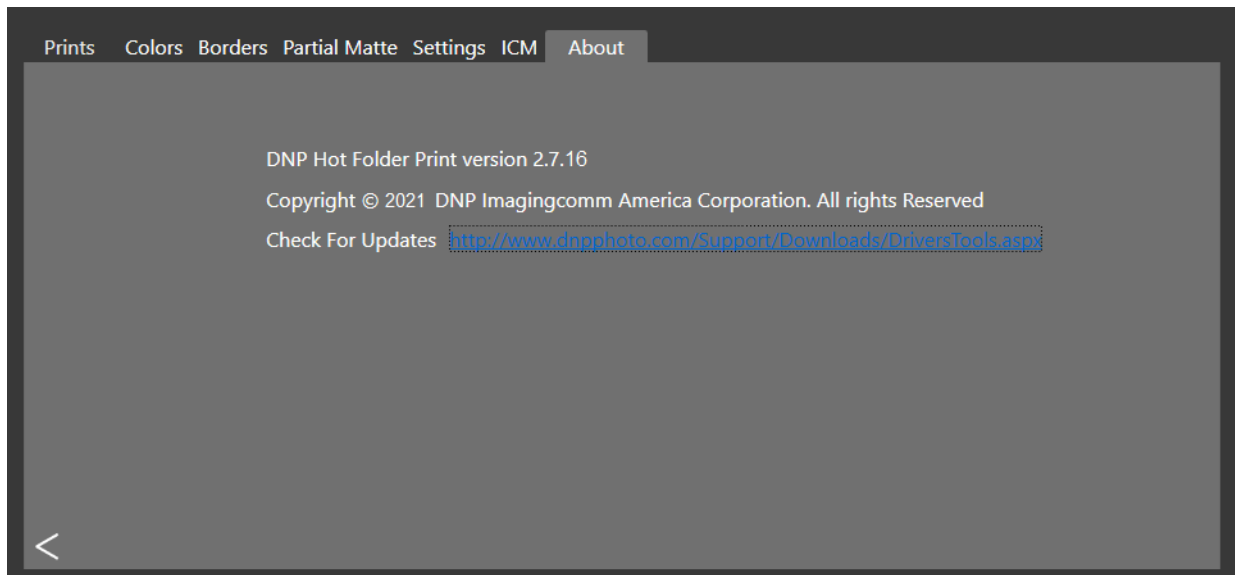 Prints Colors Borders Partial Matte Settings ICM About
DNP Hot Folder Print version 2.7.16
Copyright © 2021 DNP Imagingcomm America Corporation. All rights Reserved
Check For Updates http://www.dnpphoto.com/Support/Downloads/DriversTools.aspx
<